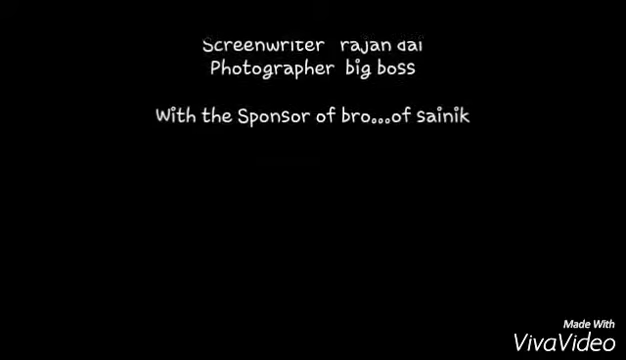 Screenwriter rajan dai
Photographer big boss
With the Sponsor of bro...of sainik
Made With
VivaVideo